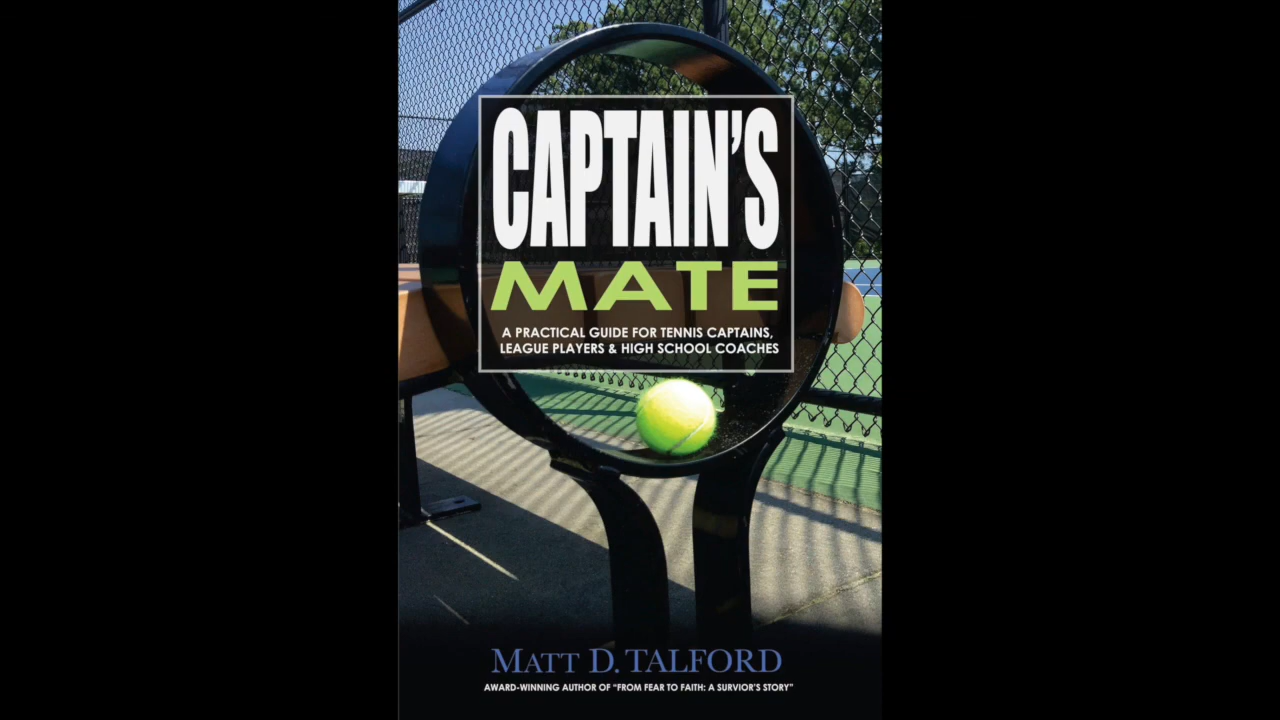 CAPTAIN'S
MATE
A PRACTICAL GUIDE FOR TENNIS CAPTAINS,
LEAGUE PLAYERS & HIGH SCHOOL COACHES
MATT D. TALFORD
AWARD-WINNING AUTHOR OF "FROM FEAR TO FAITH: A SURVIOR'S STORY"